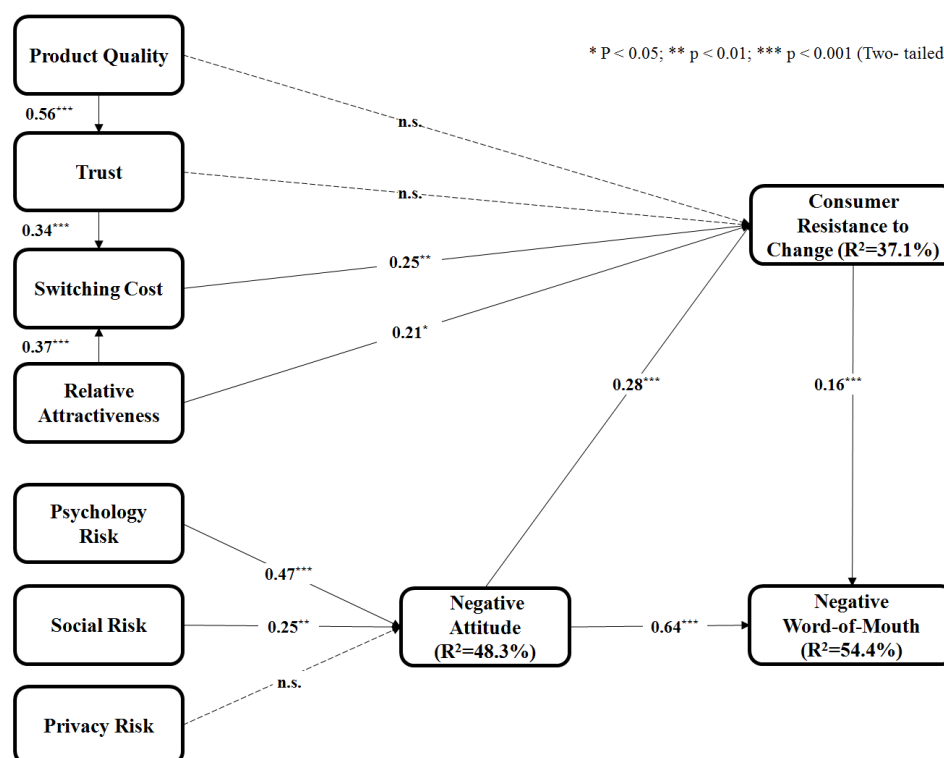 Product Quality
* P < 0.05; ** p < 0.01; *** p < 0.001 (Two- tailed
0.56***
n.s.
Trust
n.s.
Consumer
Resistance to
Change (R²=37.1%)
0.34***
Switching Cost
0.25**
0.37***
0.21*
Relative
Attractiveness
0.28***
0.16***
Psychology
Risk
0.47***
Negative
Attitude
(R²=48.3%)
Negative
Word-of-Mouth
(R²=54.4%)
Social Risk
0.25**
0.64***
n.s.
Privacy Risk